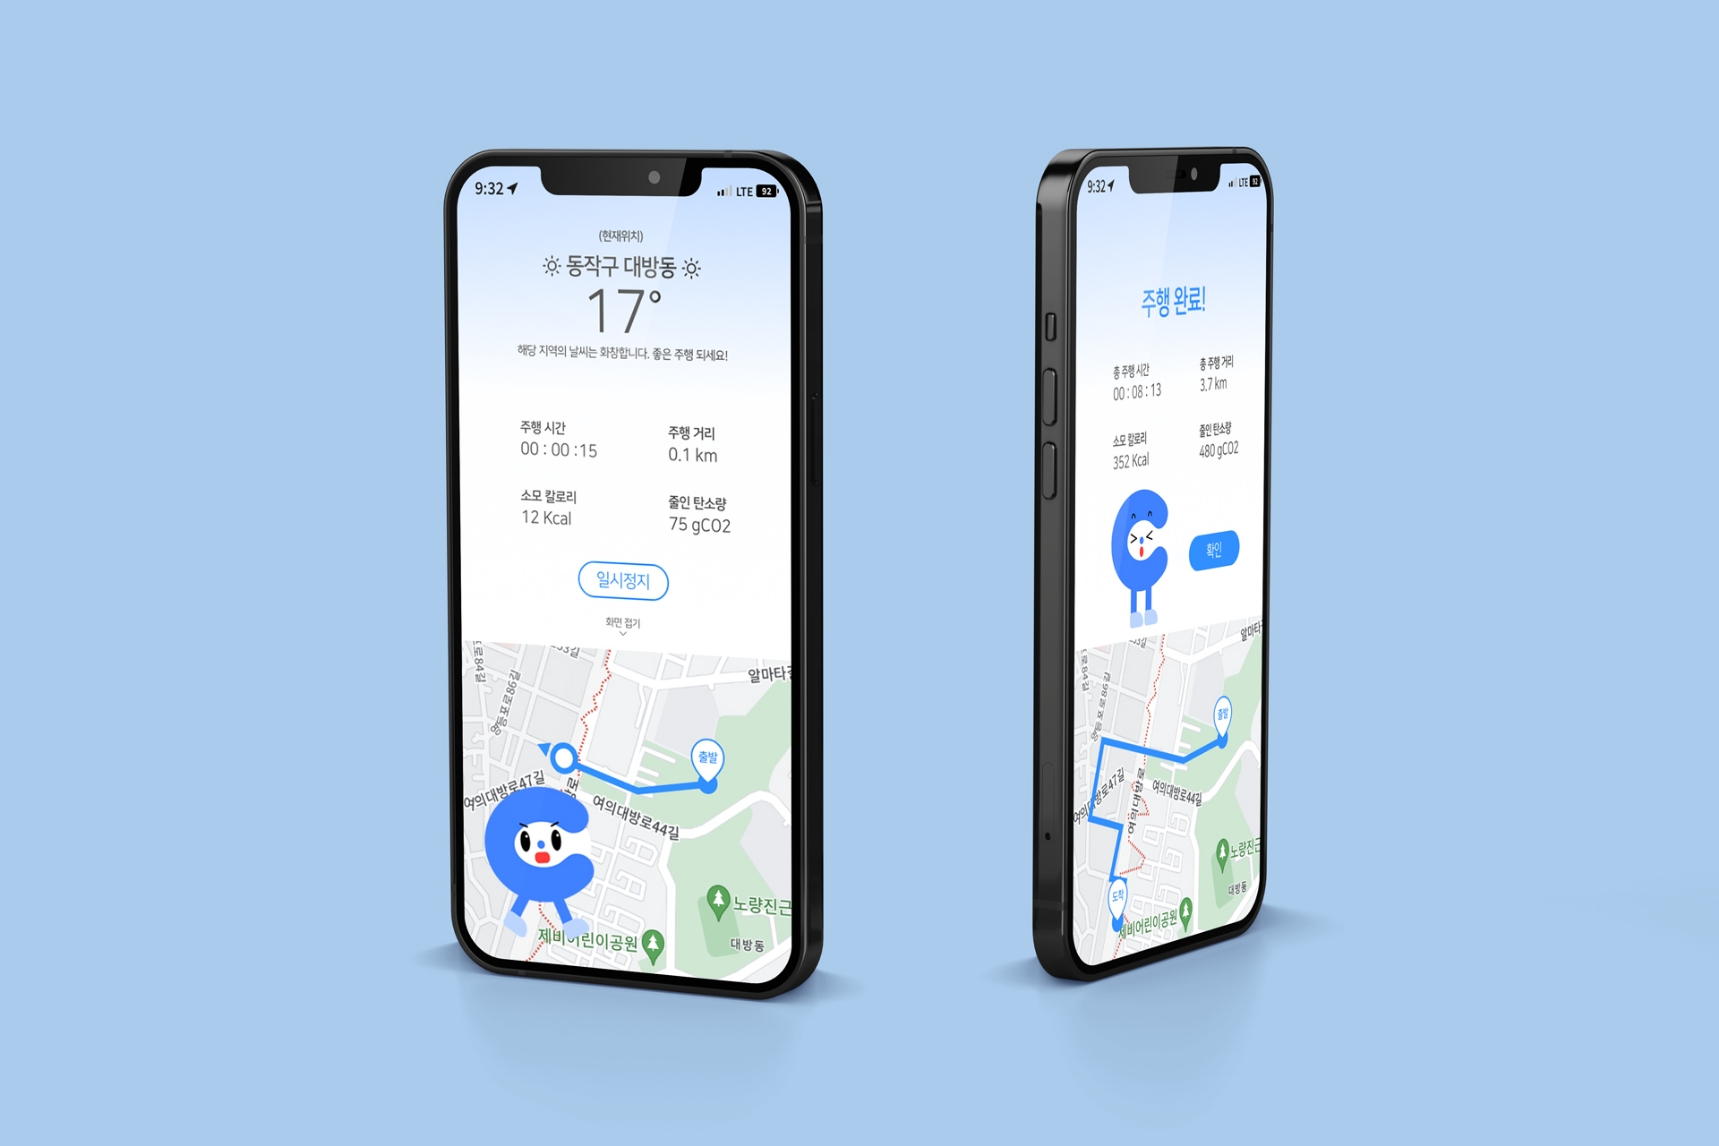 9:32
LTE 92
(현재위치)
동작구 대방동
17°
해당 지역의 날씨는 화창합니다. 좋은 주행 되세요!
주행 시간
00 : 00 :15
주행 거리
0.1 km
소모 칼로리
12 Kcal
줄인 탄소량
75 gCO2
일시정지
화면 접기
알마타
출발
여의대방로47길
여의대방로44길
노량진근
대방동
제비어린이공원
9:32
LTE 92
주행 완료!
총 주행 시간
00 : 08 : 13
총 주행 거리
3.7 km
소모 칼로리
352 Kcal
줄인 탄소량
480 gCO2
확인
알마타
영등포로86길
출발
여의대방로
여의대방로44길
노량진근
대방동
도착
제비어린이공원